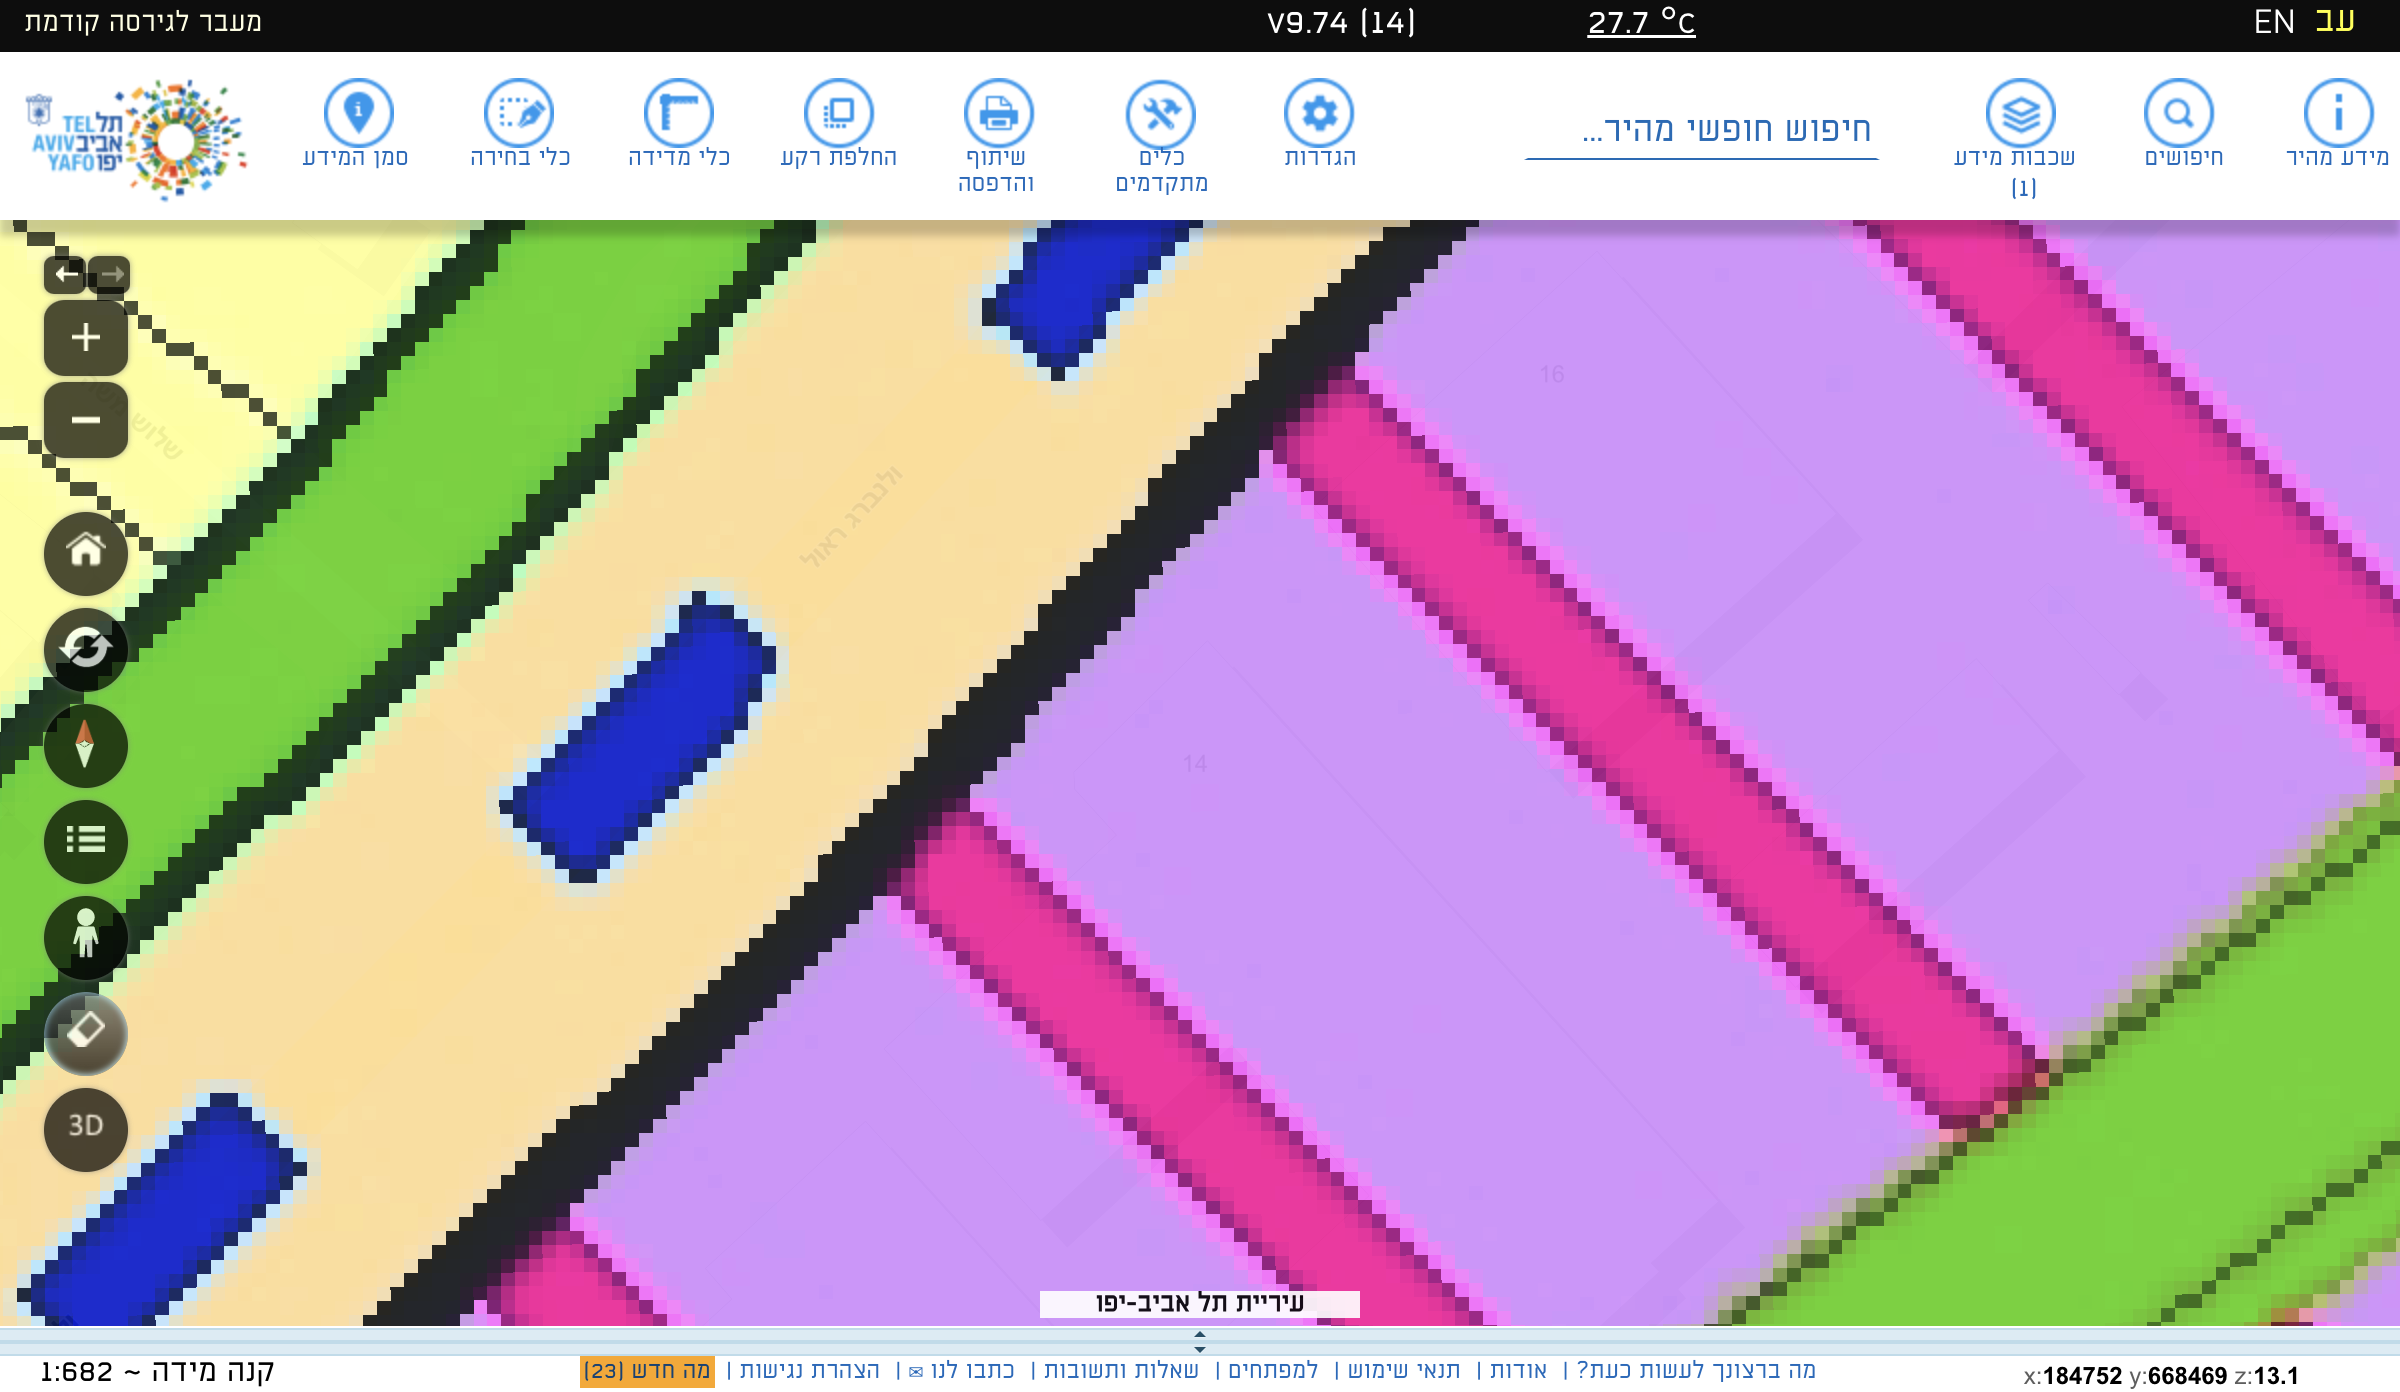 מעבר לגירסה קודמת
V9.74 (14)
27.7 °C
EN עב
תל TEL
אביב AVIV
יפו YAFO
סמן המידע
כלי בחירה
כלי מדידה
החלפת רקע
שיתוף
והדפסה
כלים
מתקדמים
הגדרות
חיפוש חופשי מהיר...
שכבות מידע
(1)
חיפושים
מידע מהיר
16
ולנברג ראול
14
3D
עיריית תל אביב-יפו
קנה מידה ~ 1:682
מה ברצונך לעשות כעת? | אודות | תנאי שימוש | למפתחים | שאלות ותשובות | כתבו לנו ✉ | הצהרת נגישות | מה חדש (23)
x:184752 y:668469 z:13.1